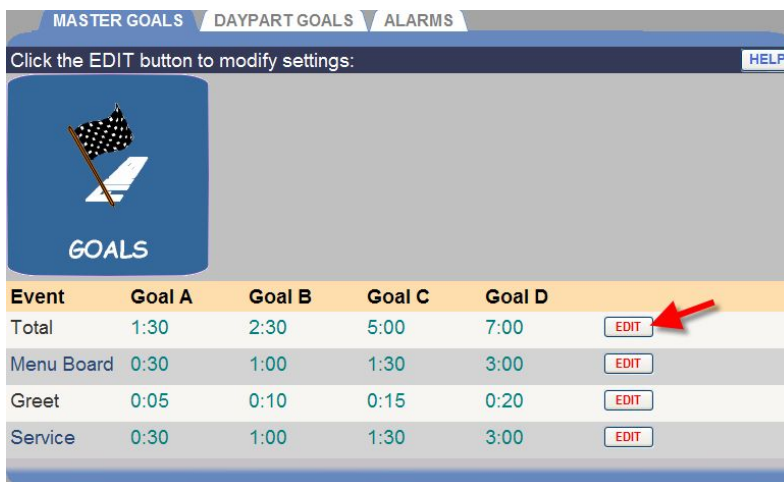 MASTER GOALS DAYPART GOALS ALARMS
Click the EDIT button to modify settings: HELP
GOALS
Event Goal A Goal B Goal C Goal D
Total 1:30 2:30 5:00 7:00 EDIT
Menu Board 0:30 1:00 1:30 3:00 EDIT
Greet 0:05 0:10 0:15 0:20 EDIT
Service 0:30 1:00 1:30 3:00 EDIT